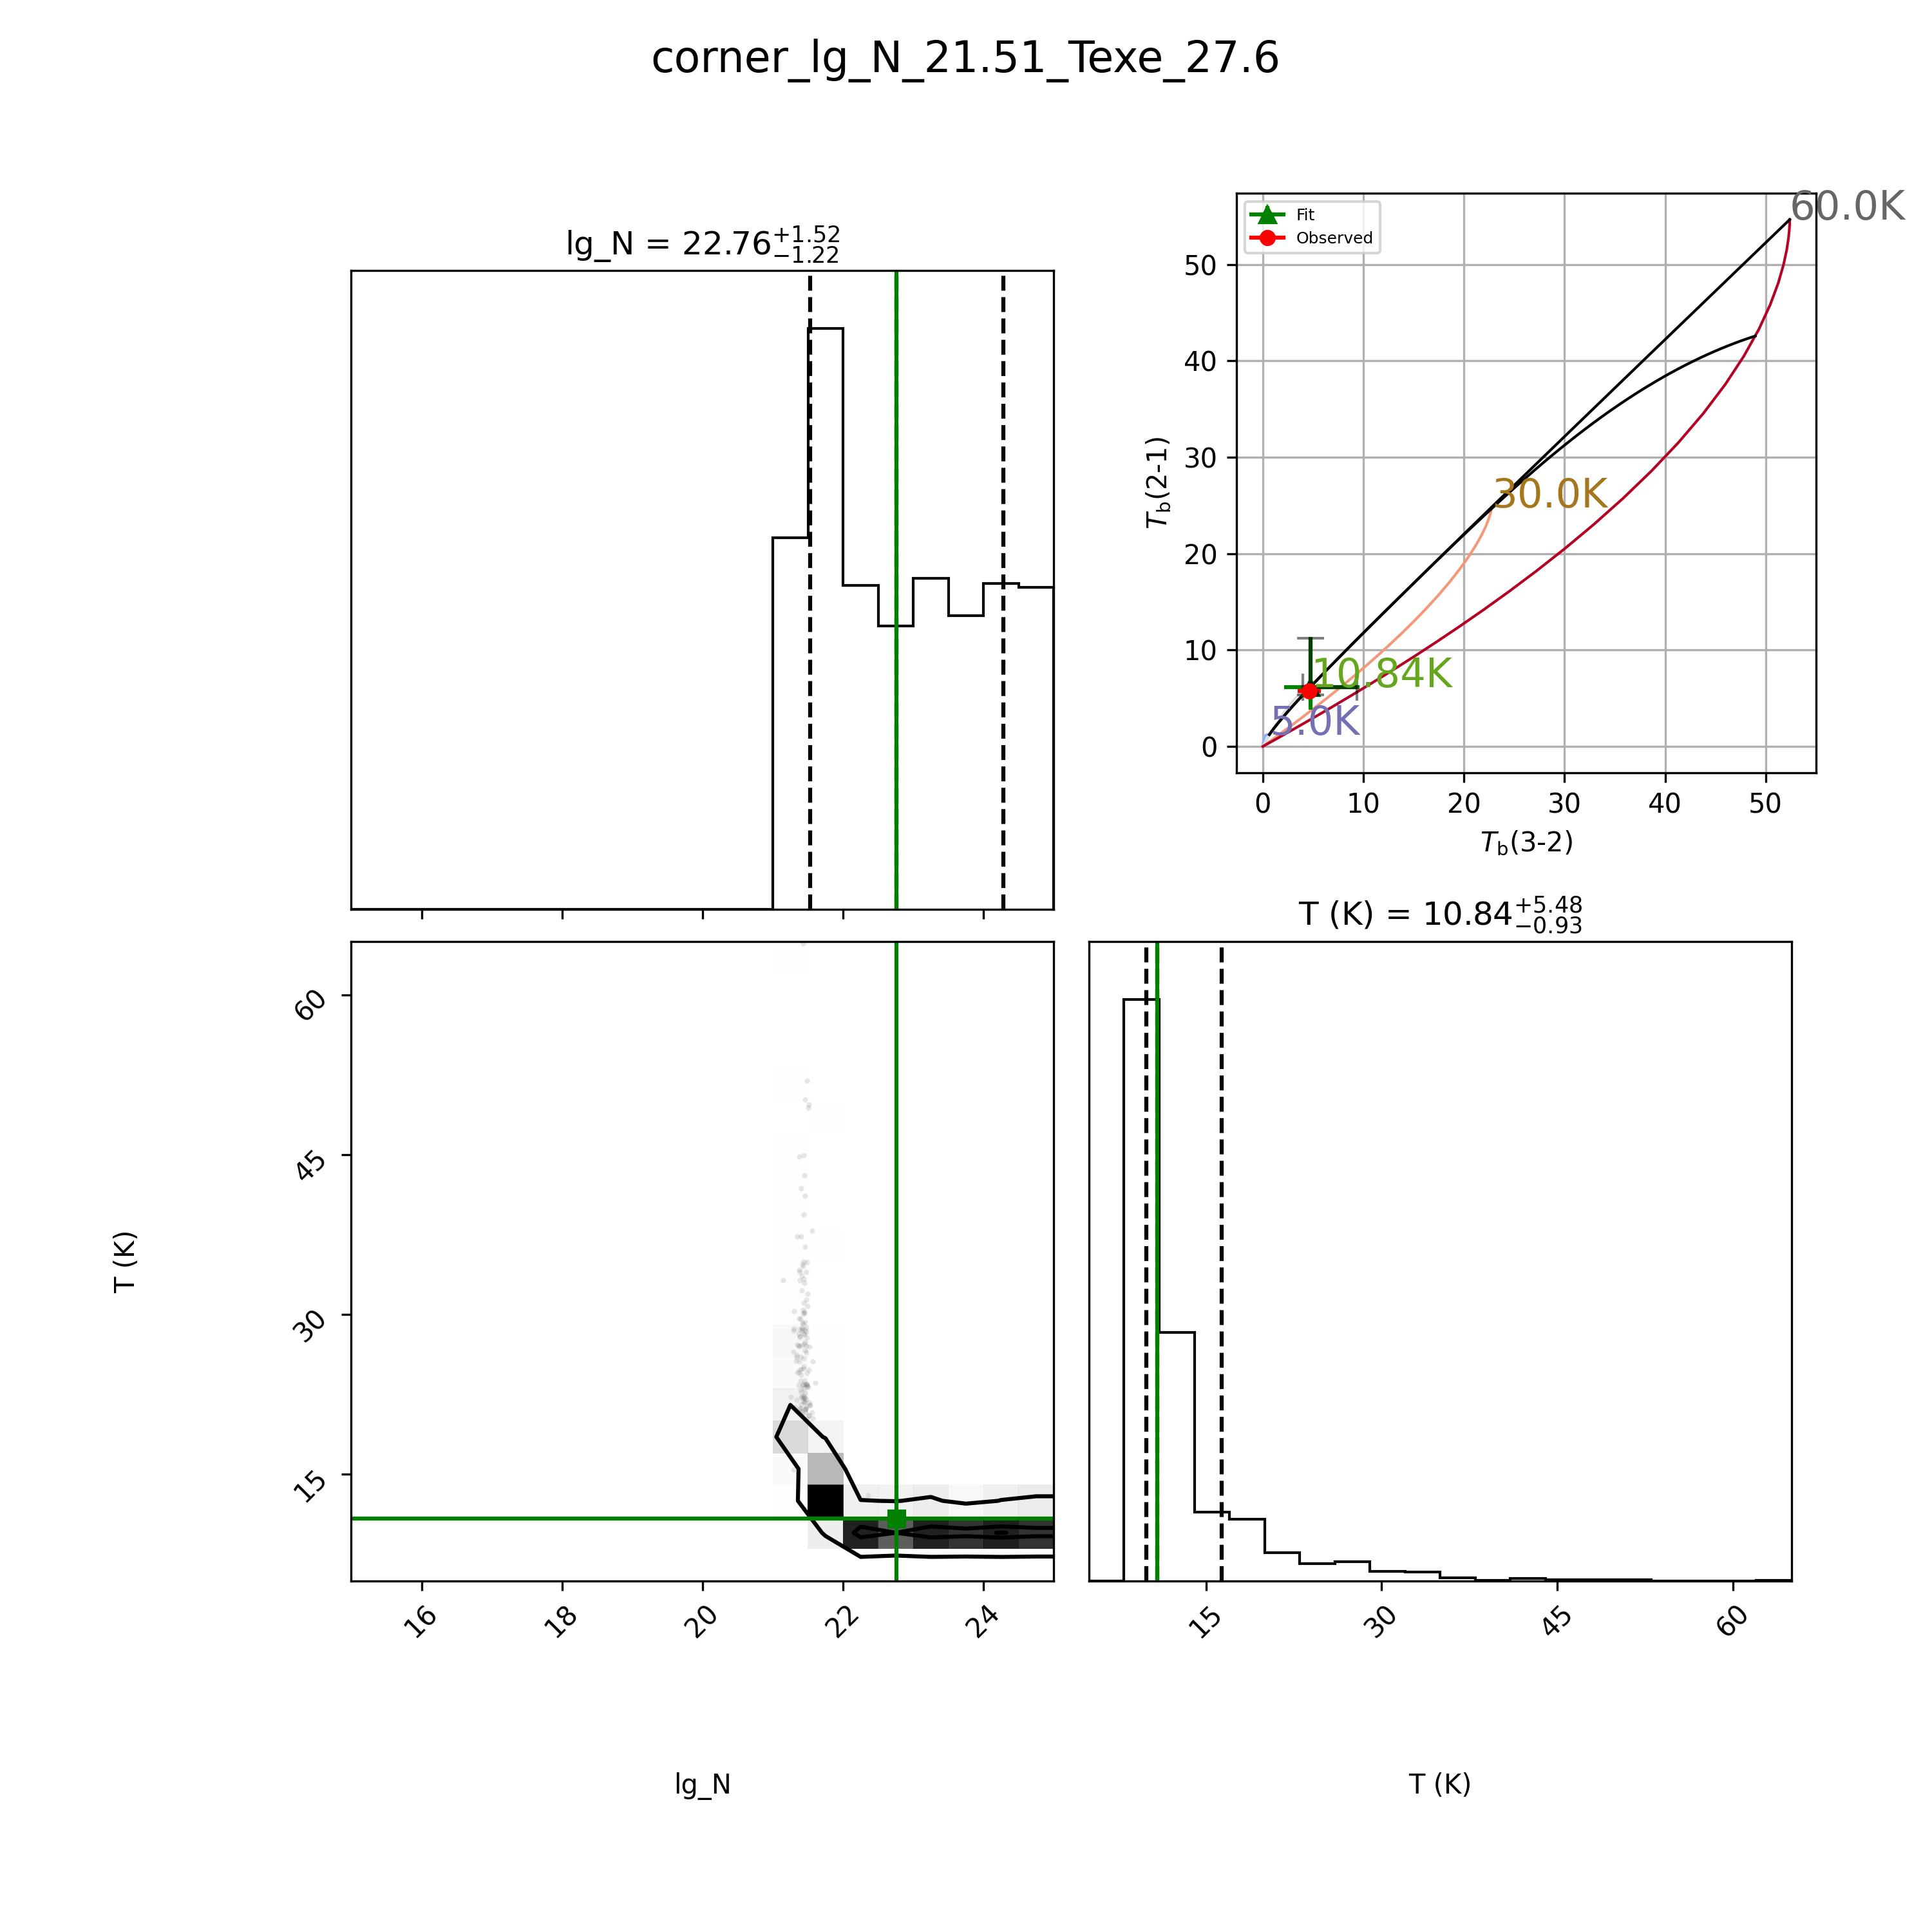 corner_lg_N_21.51_Texe_27.6
lg_N = 22.76+1.52−1.22
Fit
Observed
60.0K
30.0K
10.84K
5.0K
Tb(2-1)
50
40
30
20
10
0
0 10 20 30 40 50
Tb(3-2)
T (K) = 10.84+5.48−0.93
T (K)
60
45
30
15
16 18 20 22 24
15 30 45 60
lg_N
T (K)